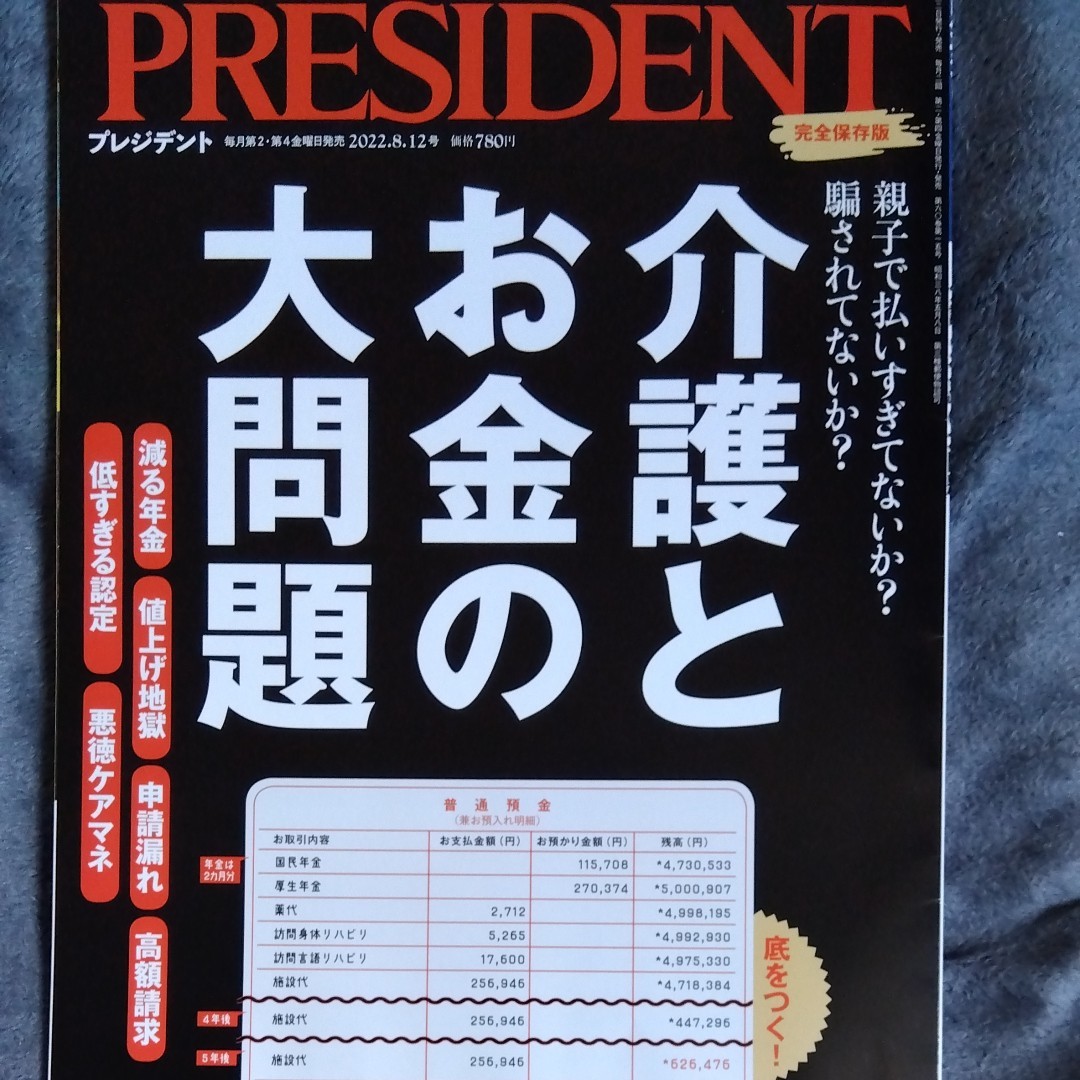 PRESIDENT
プレジデント 毎月第2・第4金曜日発売 2022.8.12号 価格780円
完全保存版
親子で払いすぎてないか?
騙されてないか?
介護と
お金の
大問題
減る年金
値上げ地獄
申請漏れ
高額請求
低すぎる認定
悪徳ケアマネ
普通預金
(兼お預入れ明細)
お取引内容 お支払金額(円) お預かり金額(円) 残高(円)
年金は
2カ月分
国民年金 115,708 *4,730,533
厚生年金 270,374 *5,000,907
薬代 2,712 *4,998,195
訪問身体リハビリ 5,265 *4,992,930
訪問言語リハビリ 17,600 *4,975,330
施設代 256,946 *4,718,384
4年後 施設代 256,946 *447,296
5年後 施設代 256,946 *626,476
底をつく!